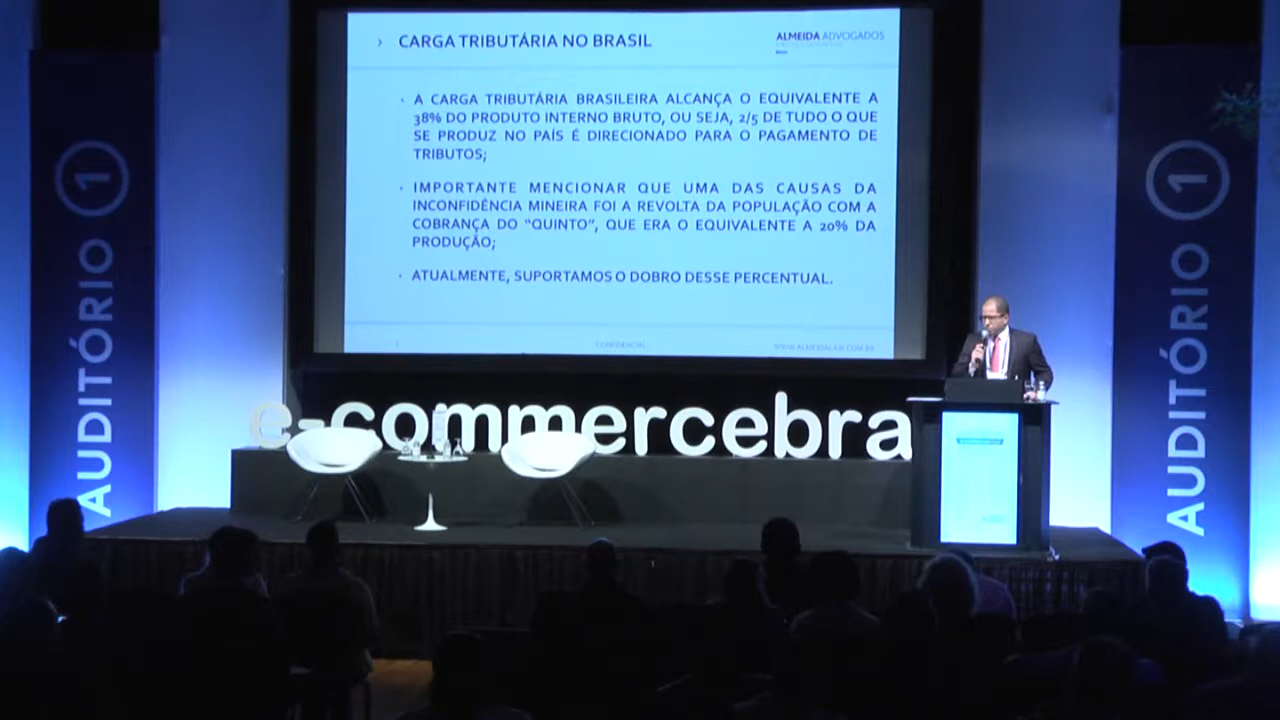 › CARGA TRIBUTÁRIA NO BRASIL
ALMEIDA ADVOGADOS
· A CARGA TRIBUTÁRIA BRASILEIRA ALCANÇA O EQUIVALENTE A
38% DO PRODUTO INTERNO BRUTO, OU SEJA, 2/5 DE TUDO O QUE
SE PRODUZ NO PAÍS É DIRECIONADO PARA O PAGAMENTO DE
TRIBUTOS;
· IMPORTANTE MENCIONAR QUE UMA DAS CAUSAS DA
INCONFIDÊNCIA MINEIRA FOI A REVOLTA DA POPULAÇÃO COM A
COBRANÇA DO “QUINTO”, QUE ERA O EQUIVALENTE A 20% DA
PRODUÇÃO;
· ATUALMENTE, SUPORTAMOS O DOBRO DESSE PERCENTUAL.
CONFIDENCIAL
WWW.ALMEIDALAW.COM.BR
AUDITÓRIO 1
e-commercebra
AUDITÓRIO 1